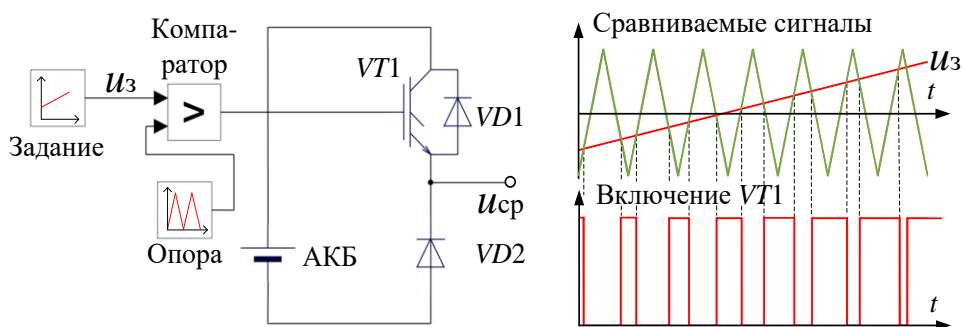 Компа-
ратор
uз
>
Задание
Опора
АКБ
VT1
VD1
uср
VD2
Сравниваемые сигналы
uз
t
Включение VT1
t